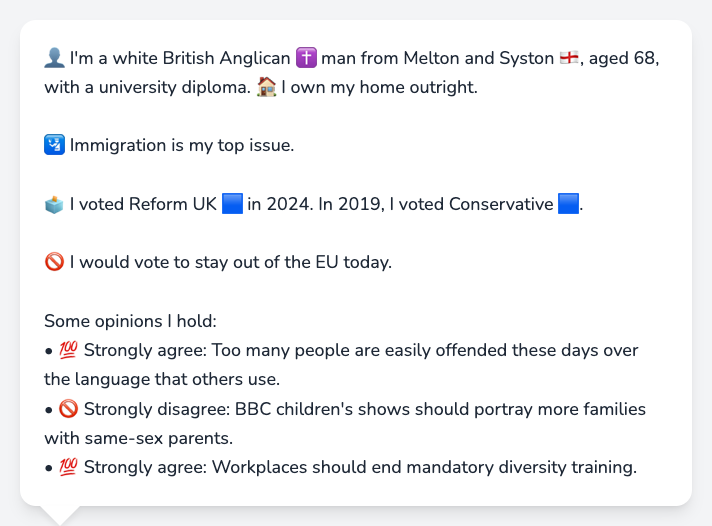 👤 I'm a white British Anglican ✝️ man from Melton and Syston 🏴󠁧󠁢󠁥󠁮󠁧󠁿, aged 68,
with a university diploma. 🏠 I own my home outright.
🛂 Immigration is my top issue.
🗳️ I voted Reform UK 🟦 in 2024. In 2019, I voted Conservative 🟦.
🚫 I would vote to stay out of the EU today.
Some opinions I hold:
• 💯 Strongly agree: Too many people are easily offended these days over
the language that others use.
• 🚫 Strongly disagree: BBC children's shows should portray more families
with same-sex parents.
• 💯 Strongly agree: Workplaces should end mandatory diversity training.